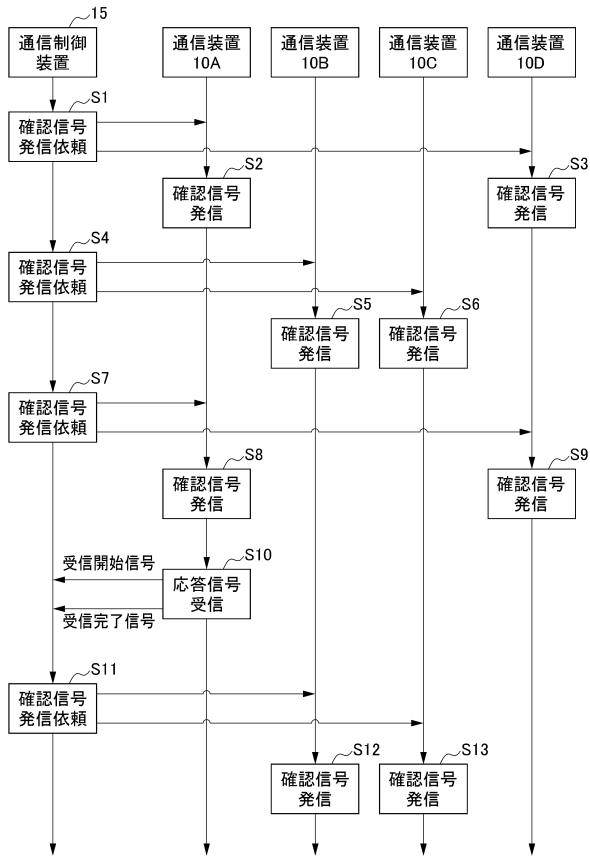 15
通信制御
装置
通信装置
10A
通信装置
10B
通信装置
10C
通信装置
10D
S1
確認信号
発信依頼
S2
確認信号
発信
S3
確認信号
発信
S4
確認信号
発信依頼
S5
確認信号
発信
S6
確認信号
発信
S7
確認信号
発信依頼
S8
確認信号
発信
S9
確認信号
発信
S10
応答信号
受信
受信開始信号
受信完了信号
S11
確認信号
発信依頼
S12
確認信号
発信
S13
確認信号
発信